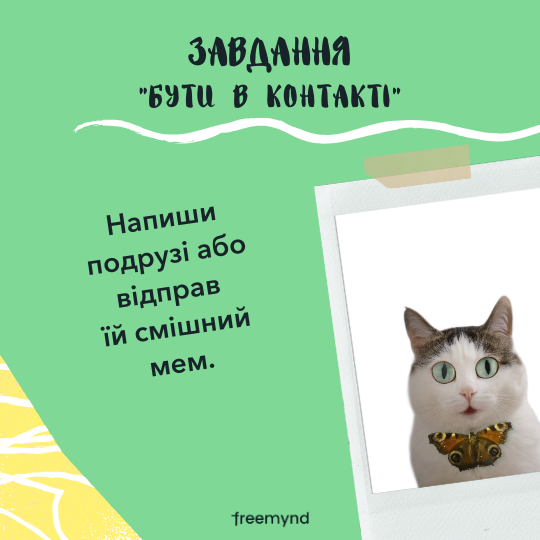 ЗАВДАННЯ
"БУТИ В КОНТАКТІ"
Напиши
подрузі або
відправ
їй смішний
мем.
freemynd